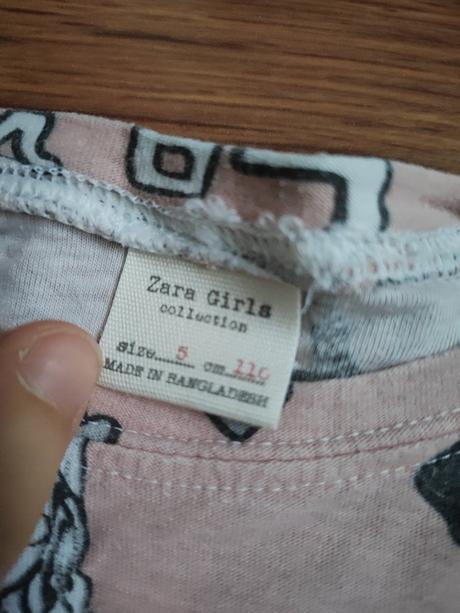 Zara Girls
collection
size 5 cm 110
MADE IN BANGLADESH